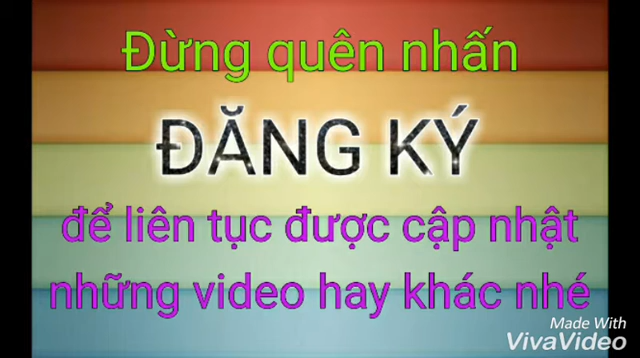 Đừng quên nhấn
ĐĂNG KÝ
để liên tục được cập nhật
những video hay khác nhé
Made With
VivaVideo